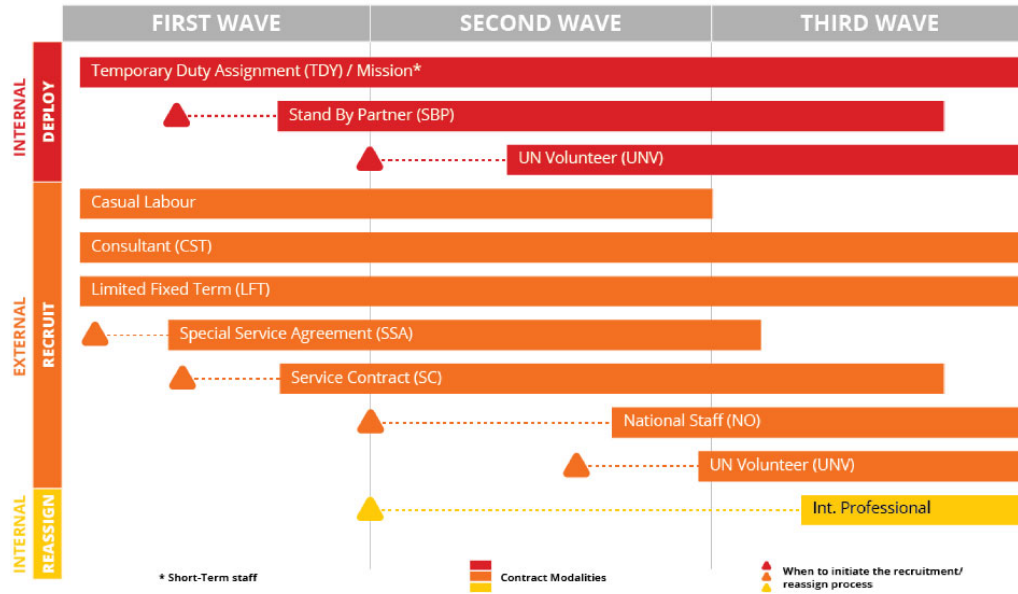 FIRST WAVE
SECOND WAVE
THIRD WAVE
INTERNAL
DEPLOY
Temporary Duty Assignment (TDY) / Mission*
Stand By Partner (SBP)
UN Volunteer (UNV)
EXTERNAL
RECRUIT
Casual Labour
Consultant (CST)
Limited Fixed Term (LFT)
Special Service Agreement (SSA)
Service Contract (SC)
National Staff (NO)
UN Volunteer (UNV)
INTERNAL
REASSIGN
Int. Professional
* Short-Term staff
Contract Modalities
When to initiate the recruitment/
reassign process